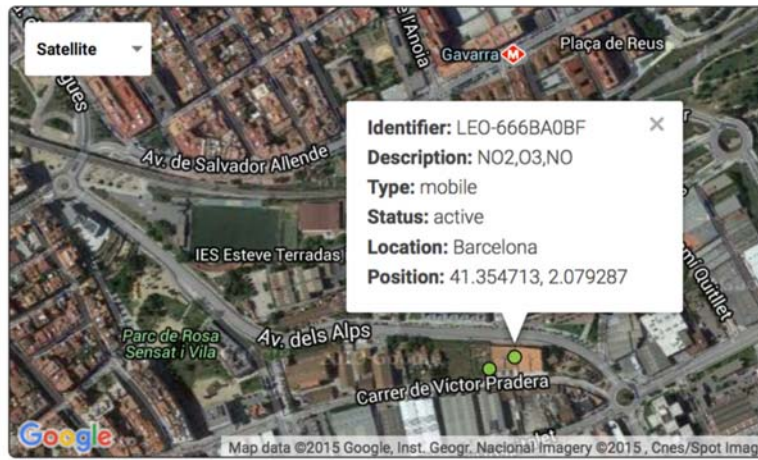 Satellite
de l'Anoia
Gavarra
M
Plaça de Reus
Av. de Salvador Allende
Identifier: LEO-666BA0BF
×
Description: NO2,O3,NO
Type: mobile
Status: active
Location: Barcelona
Position: 41.354713, 2.079287
IES Esteve Terradas
Parc de Rosa
Sensat i Vila
Av. dels Alps
Carrer de Víctor Pradera
Google
Map data ©2015 Google, Inst. Geogr. Nacional Imagery ©2015 , Cnes/Spot Imag